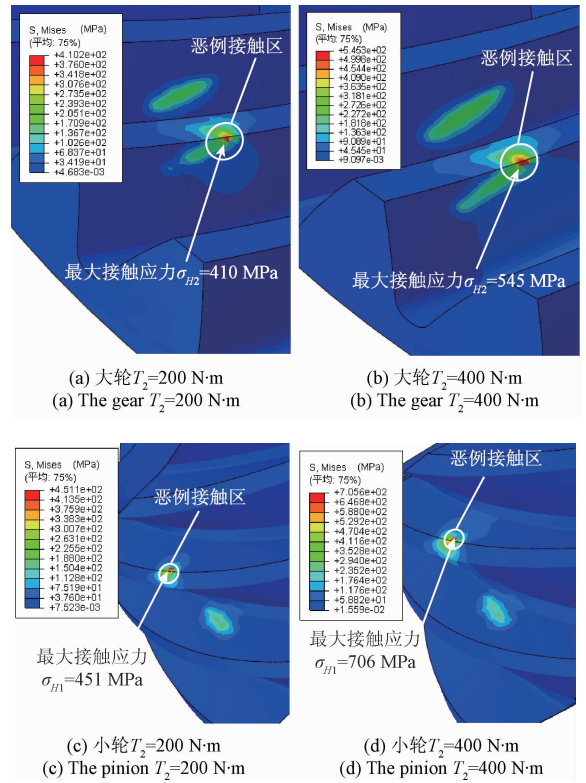 S, Mises (MPa)
(平均: 75%)
+4.102e+02
+3.760e+02
+3.418e+02
+3.076e+02
+2.735e+02
+2.393e+02
+2.051e+02
+1.709e+02
+1.367e+02
+1.026e+02
+6.837e+01
+3.419e+01
+4.683e-03
恶例接触区
最大接触应力σH2=410 MPa
(a) 大轮T2=200 N·m
(a) The gear T2=200 N·m
S, Mises (MPa)
(平均: 75%)
+5.453e+02
+4.998e+02
+4.544e+02
+4.090e+02
+3.635e+02
+3.181e+02
+2.726e+02
+2.272e+02
+1.818e+02
+1.363e+02
+9.089e+01
+4.545e+01
+9.097e-03
恶例接触区
最大接触应力σH2=545 MPa
(b) 大轮T2=400 N·m
(b) The gear T2=400 N·m
S, Mises (MPa)
(平均: 75%)
+4.511e+02
+4.135e+02
+3.759e+02
+3.383e+02
+3.007e+02
+2.631e+02
+2.255e+02
+1.880e+02
+1.504e+02
+1.128e+02
+7.519e+01
+3.760e+01
+7.523e-03
恶例接触区
最大接触应力
σH1=451 MPa
(c) 小轮T2=200 N·m
(c) The pinion T2=200 N·m
S, Mises (MPa)
(平均: 75%)
+7.056e+02
+6.468e+02
+5.880e+02
+5.292e+02
+4.704e+02
+4.116e+02
+3.528e+02
+2.940e+02
+2.352e+02
+1.764e+02
+1.176e+02
+5.882e+01
+1.559e-02
恶例接触区
最大接触应力
σH1=706 MPa
(d) 小轮T2=400 N·m
(d) The pinion T2=400 N·m